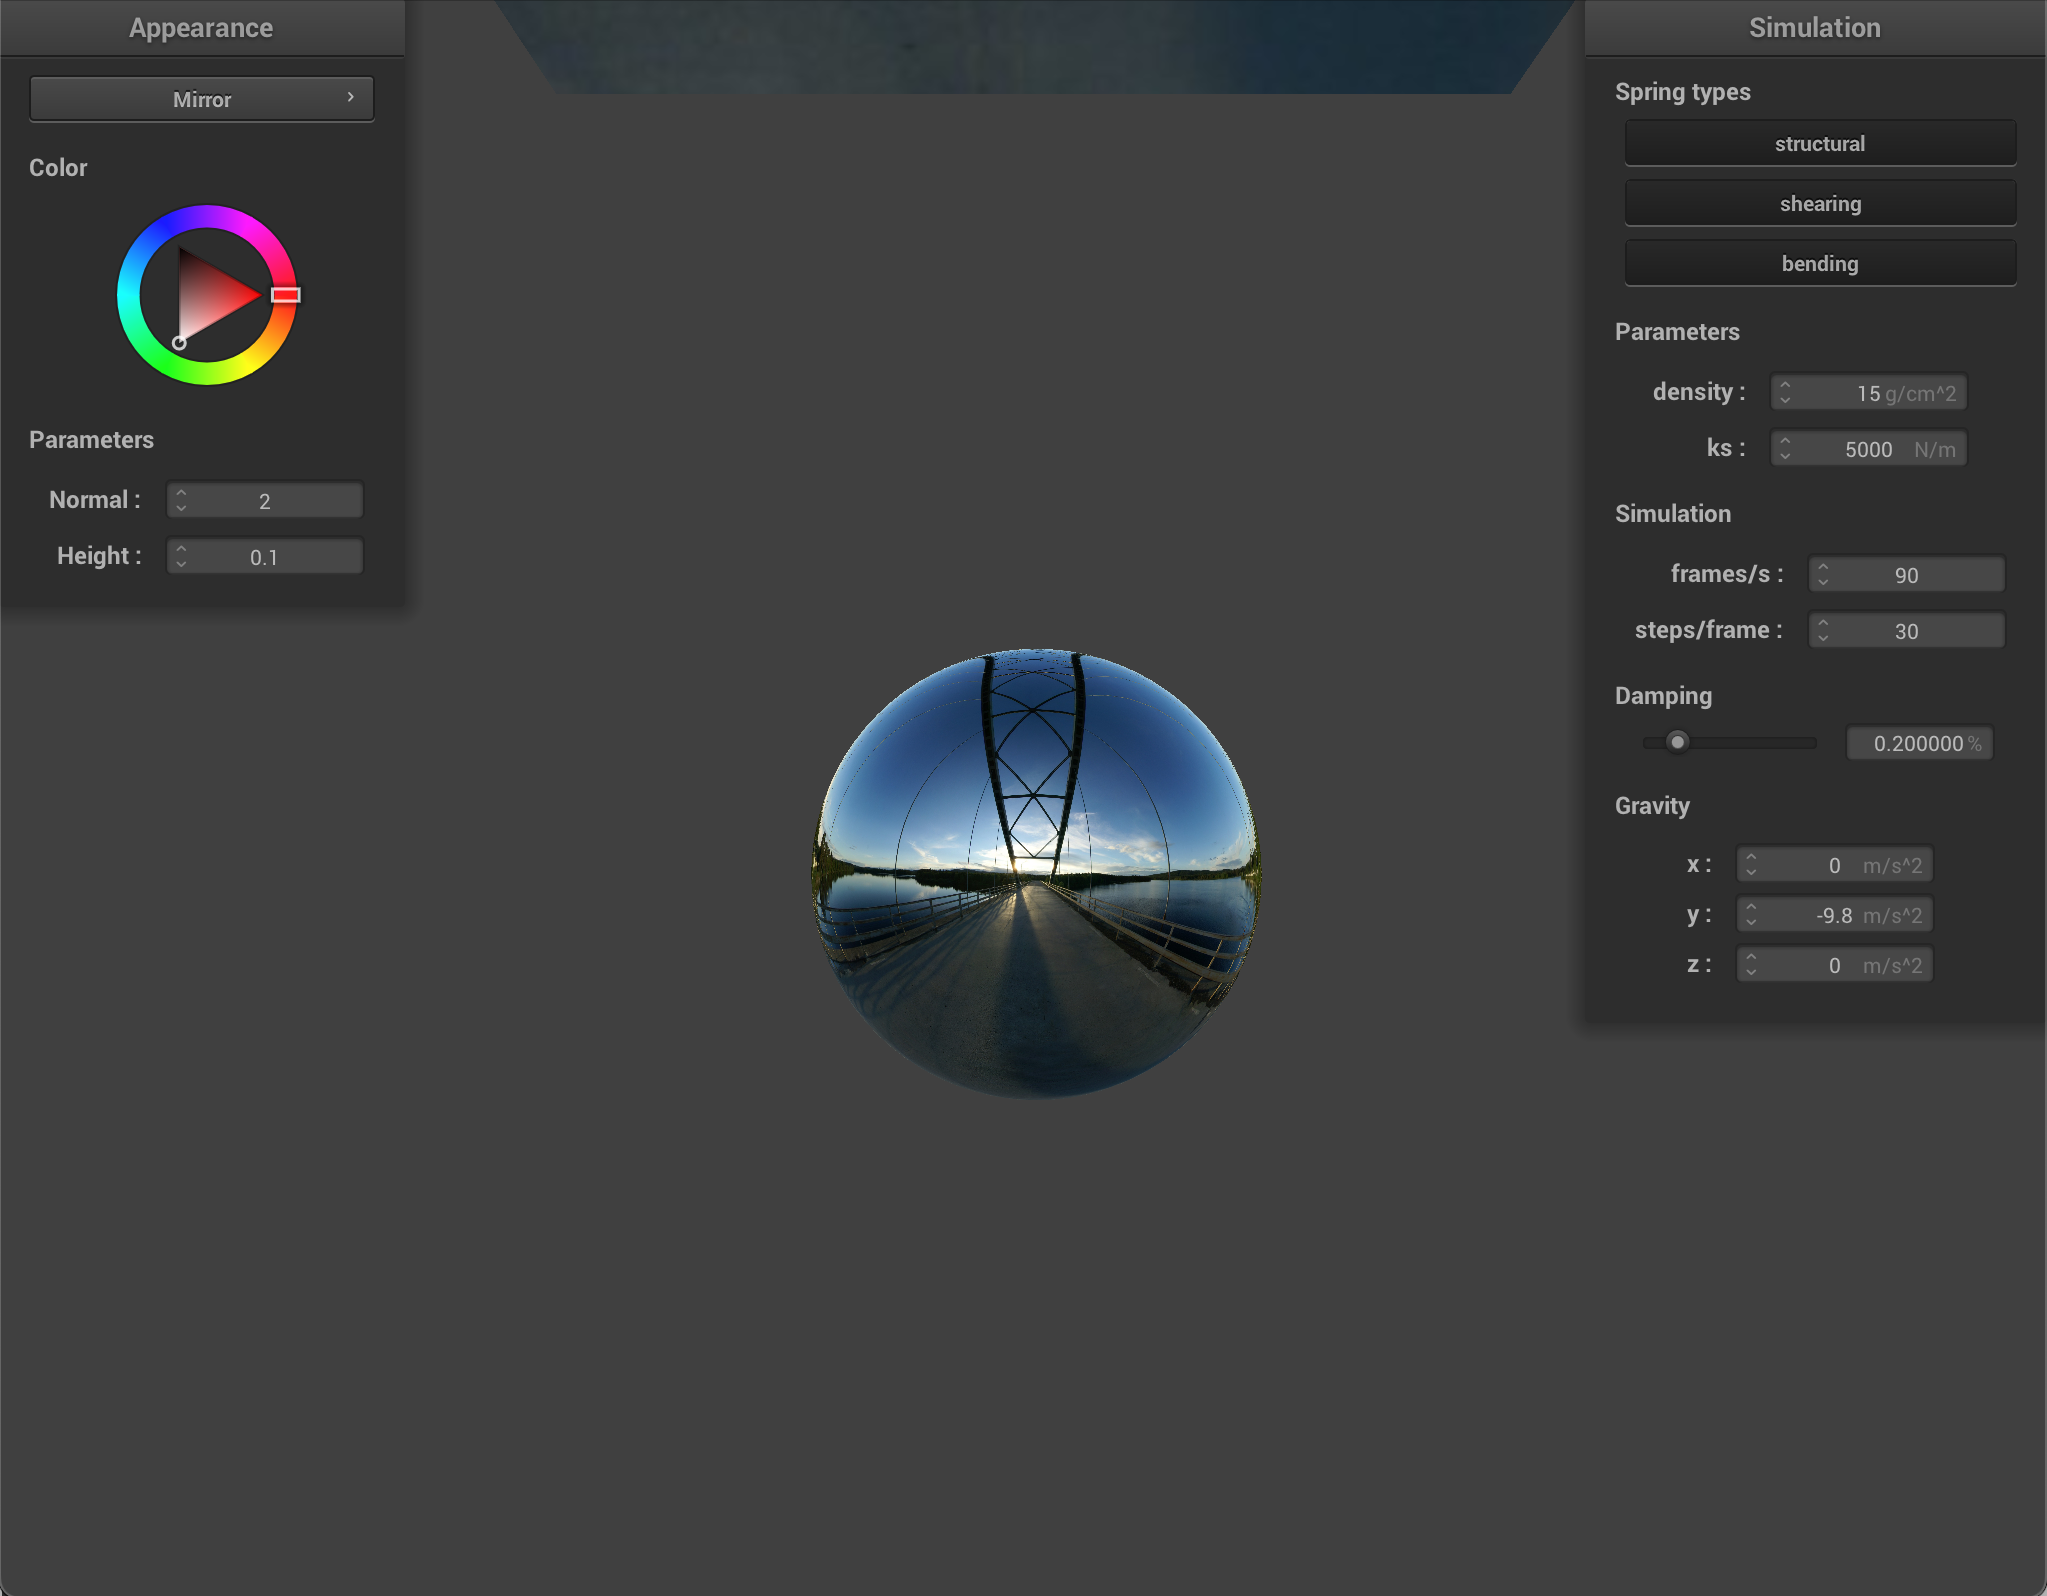 Appearance
Mirror
Color
Parameters
Normal : 2
Height : 0.1
Simulation
Spring types
structural
shearing
bending
Parameters
density : 15 g/cm^2
ks : 5000 N/m
Simulation
frames/s : 90
steps/frame : 30
Damping
0.200000 %
Gravity
x : 0 m/s^2
y : -9.8 m/s^2
z : 0 m/s^2